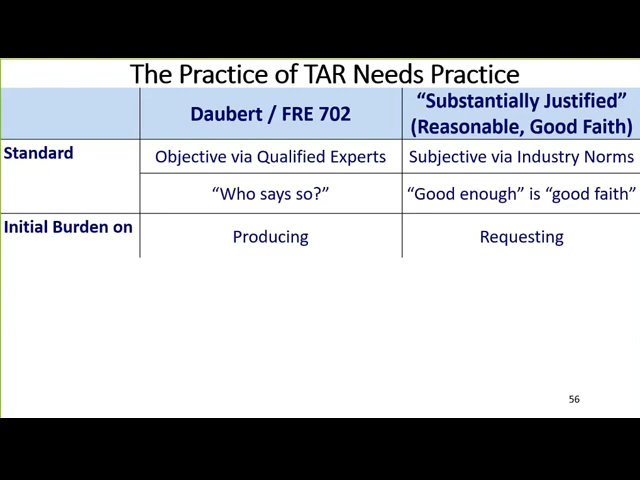 The Practice of TAR Needs Practice
Daubert / FRE 702
“Substantially Justified”
(Reasonable, Good Faith)
Standard
Objective via Qualified Experts
Subjective via Industry Norms
“Who says so?”
“Good enough” is “good faith”
Initial Burden on
Producing
Requesting
56